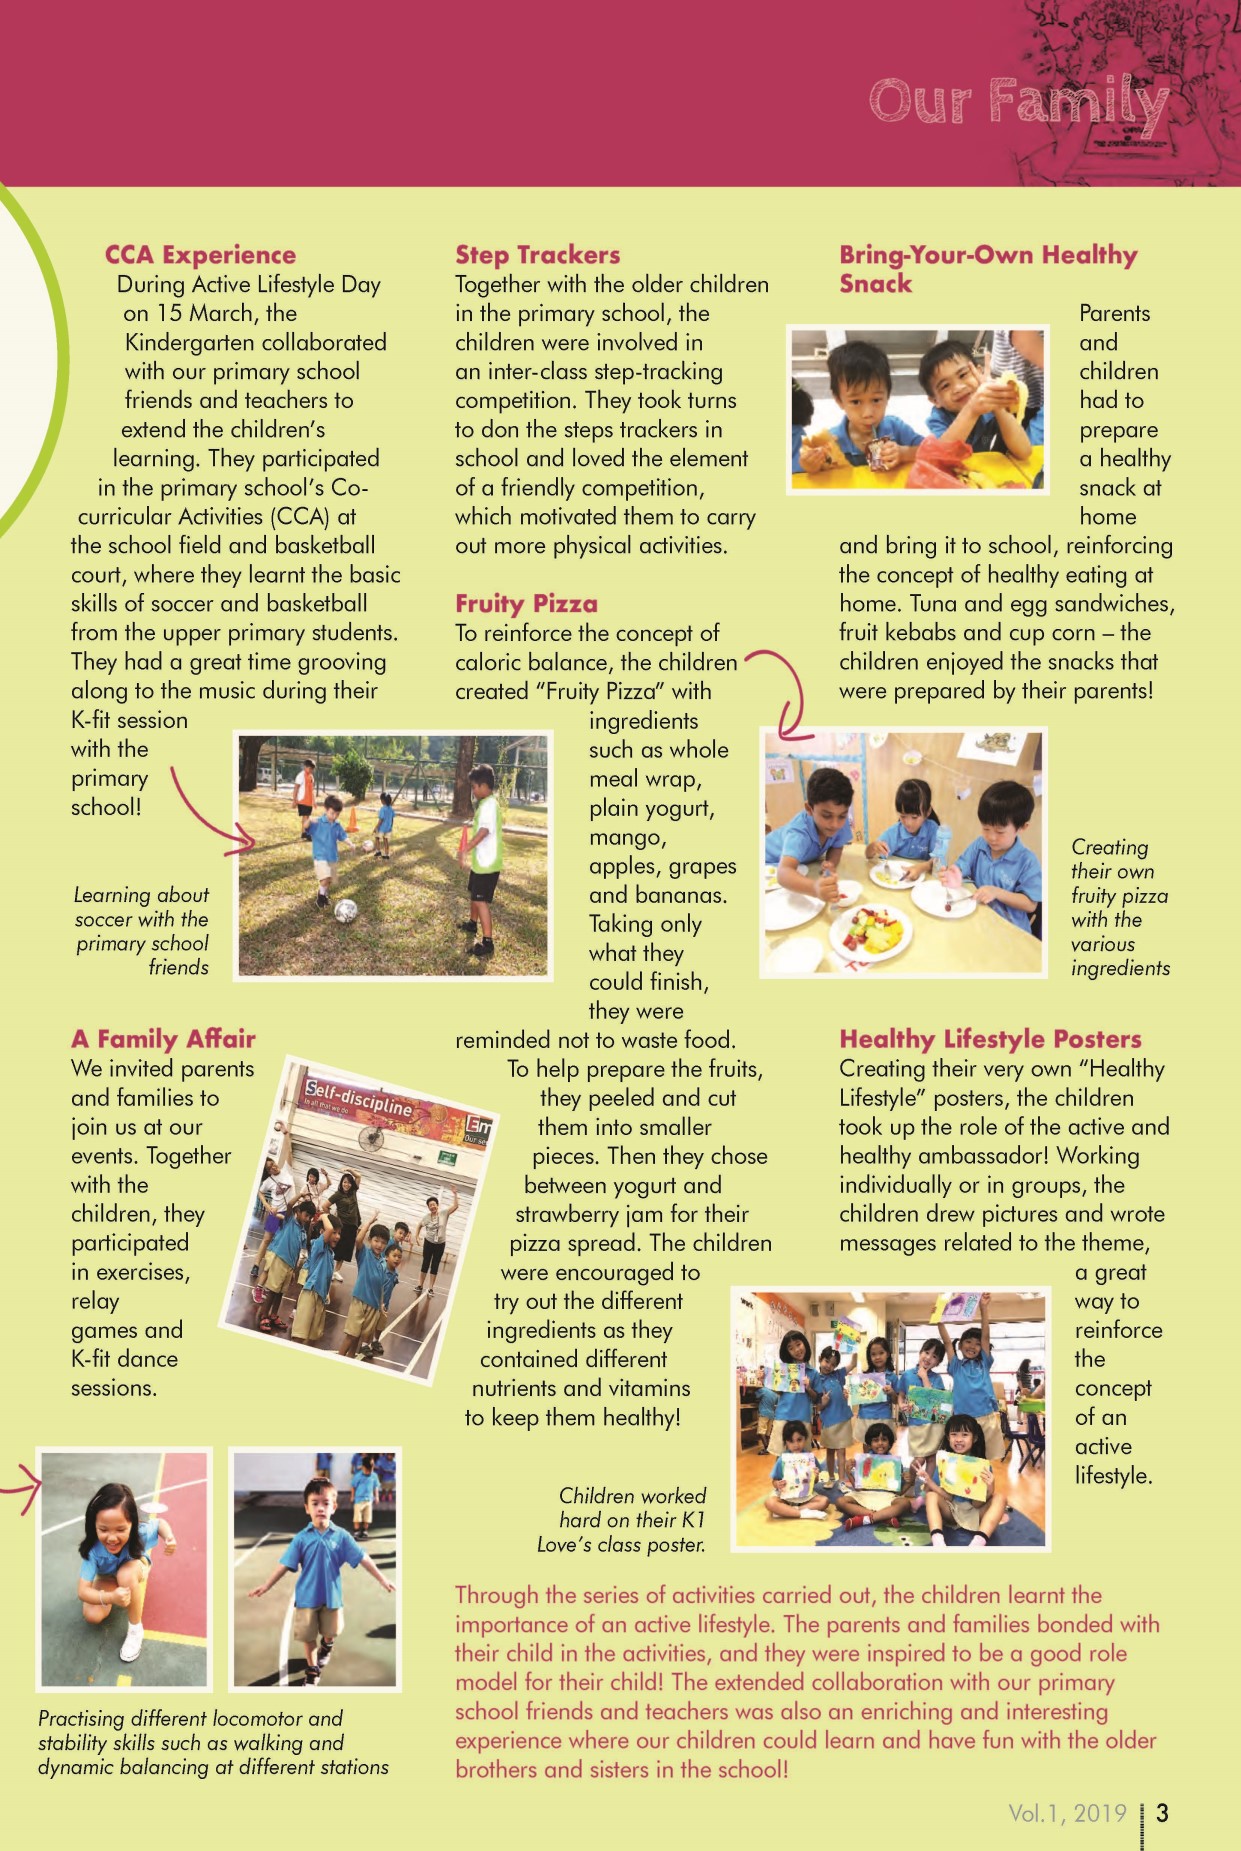 Our Family
CCA Experience
During Active Lifestyle Day
on 15 March, the
Kindergarten collaborated
with our primary school
friends and teachers to
extend the children's
learning. They participated
in the primary school's Co-
curricular Activities (CCA) at
the school field and basketball
court, where they learnt the basic
skills of soccer and basketball
from the upper primary students.
They had a great time grooving
along to the music during their
K-fit session
with the
primary
school!
Learning about
soccer with the
primary school
friends
A Family Affair
We invited parents
and families to
join us at our
events. Together
with the
children, they
participated
in exercises,
relay
games and
K-fit dance
sessions.
Self-discipline
In all that we do
Em
Our se
Practising different locomotor and
stability skills such as walking and
dynamic balancing at different stations
Step Trackers
Together with the older children
in the primary school, the
children were involved in
an inter-class step-tracking
competition. They took turns
to don the steps trackers in
school and loved the element
of a friendly competition,
which motivated them to carry
out more physical activities.
Fruity Pizza
To reinforce the concept of
caloric balance, the children
created “Fruity Pizza” with
ingredients
such as whole
meal wrap,
plain yogurt,
mango,
apples, grapes
and bananas.
Taking only
what they
could finish,
they were
reminded not to waste food.
To help prepare the fruits,
they peeled and cut
them into smaller
pieces. Then they chose
between yogurt and
strawberry jam for their
pizza spread. The children
were encouraged to
try out the different
ingredients as they
contained different
nutrients and vitamins
to keep them healthy!
Bring-Your-Own Healthy
Snack
Parents
and
children
had to
prepare
a healthy
snack at
home
and bring it to school, reinforcing
the concept of healthy eating at
home. Tuna and egg sandwiches,
fruit kebabs and cup corn – the
children enjoyed the snacks that
were prepared by their parents!
Creating
their own
fruity pizza
with the
various
ingredients
Healthy Lifestyle Posters
Creating their very own “Healthy
Lifestyle” posters, the children
took up the role of the active and
healthy ambassador! Working
individually or in groups, the
children drew pictures and wrote
messages related to the theme,
a great
way to
reinforce
the
concept
of an
active
lifestyle.
Children worked
hard on their K1
Love's class poster.
Through the series of activities carried out, the children learnt the
importance of an active lifestyle. The parents and families bonded with
their child in the activities, and they were inspired to be a good role
model for their child! The extended collaboration with our primary
school friends and teachers was also an enriching and interesting
experience where our children could learn and have fun with the older
brothers and sisters in the school!
Vol.1, 2019
3